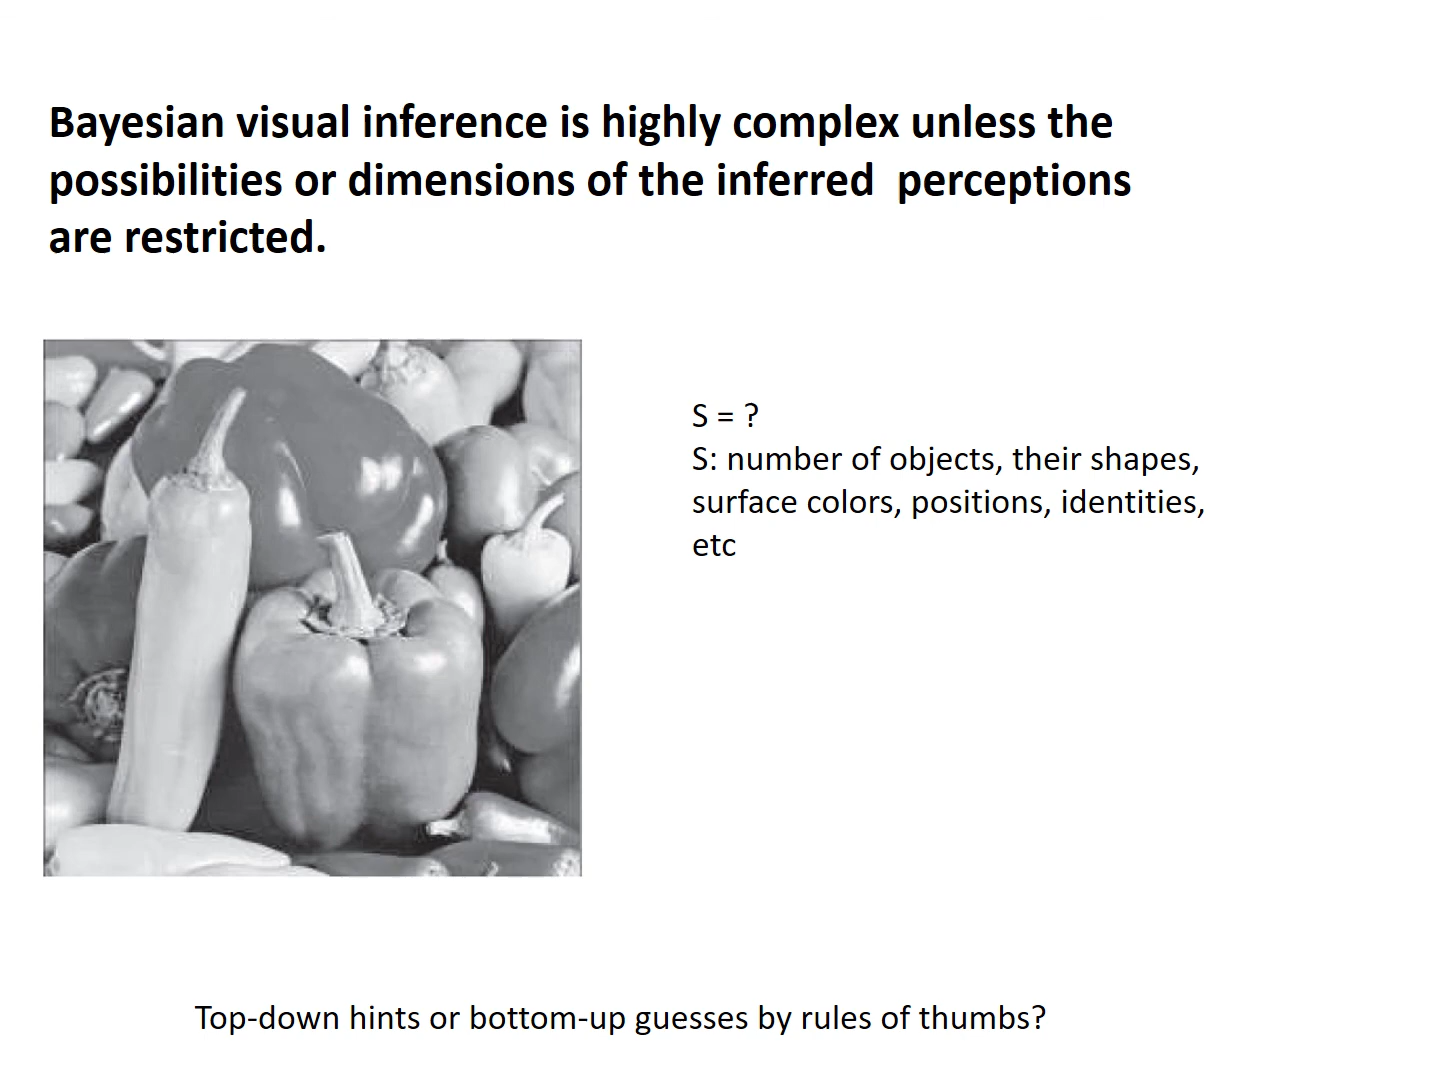 Bayesian visual inference is highly complex unless the
possibilities or dimensions of the inferred  perceptions
are restricted.
S = ?
S: number of objects, their shapes,
surface colors, positions, identities,
etc
Top-down hints or bottom-up guesses by rules of thumbs?